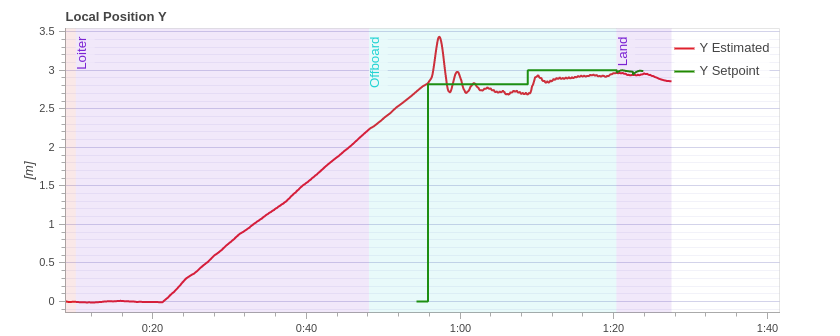 Local Position Y
Loiter
Offboard
Land
Y Estimated
Y Setpoint
[m]
3.5
3
2.5
2
1.5
1
0.5
0
0:20
0:40
1:00
1:20
1:40